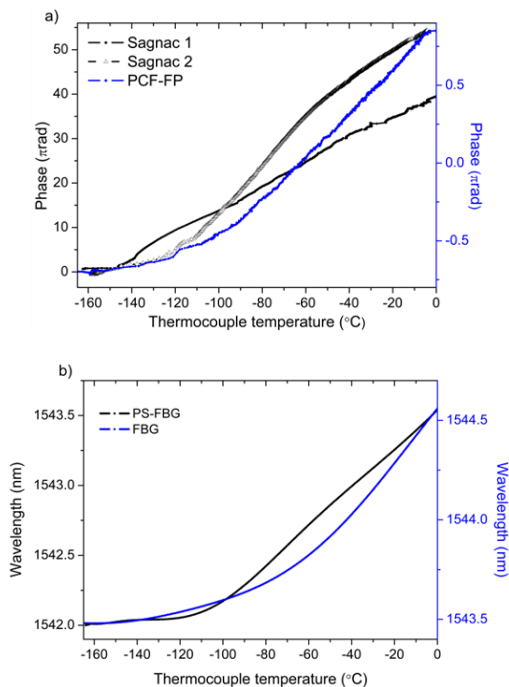 a)
Sagnac 1
Sagnac 2
PCF-FP
Phase (πrad)
60
50
40
30
20
10
0
Phase (πrad)
0.5
0.0
-0.5
-160 -140 -120 -100 -80 -60 -40 -20 0
Thermocouple temperature (°C)
b)
PS-FBG
FBG
Wavelength (nm)
1543.5
1543.0
1542.5
1542.0
Wavelength (nm)
1544.5
1544.0
1543.5
-160 -140 -120 -100 -80 -60 -40 -20 0
Thermocouple temperature (°C)